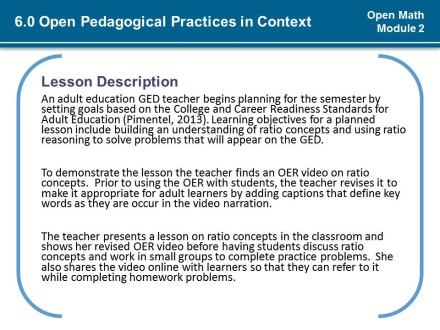 6.0 Open Pedagogical Practices in Context
Open Math
Module 2
Lesson Description
An adult education GED teacher begins planning for the semester by
setting goals based on the College and Career Readiness Standards for
Adult Education (Pimentel, 2013). Learning objectives for a planned
lesson include building an understanding of ratio concepts and using ratio
reasoning to solve problems that will appear on the GED.
To demonstrate the lesson the teacher finds an OER video on ratio
concepts. Prior to using the OER with students, the teacher revises it to
make it appropriate for adult learners by adding captions that define key
words as they are occur in the video narration.
The teacher presents a lesson on ratio concepts in the classroom and
shows her revised OER video before having students discuss ratio
concepts and work in small groups to complete practice problems. She
also shares the video online with learners so that they can refer to it
while completing homework problems.